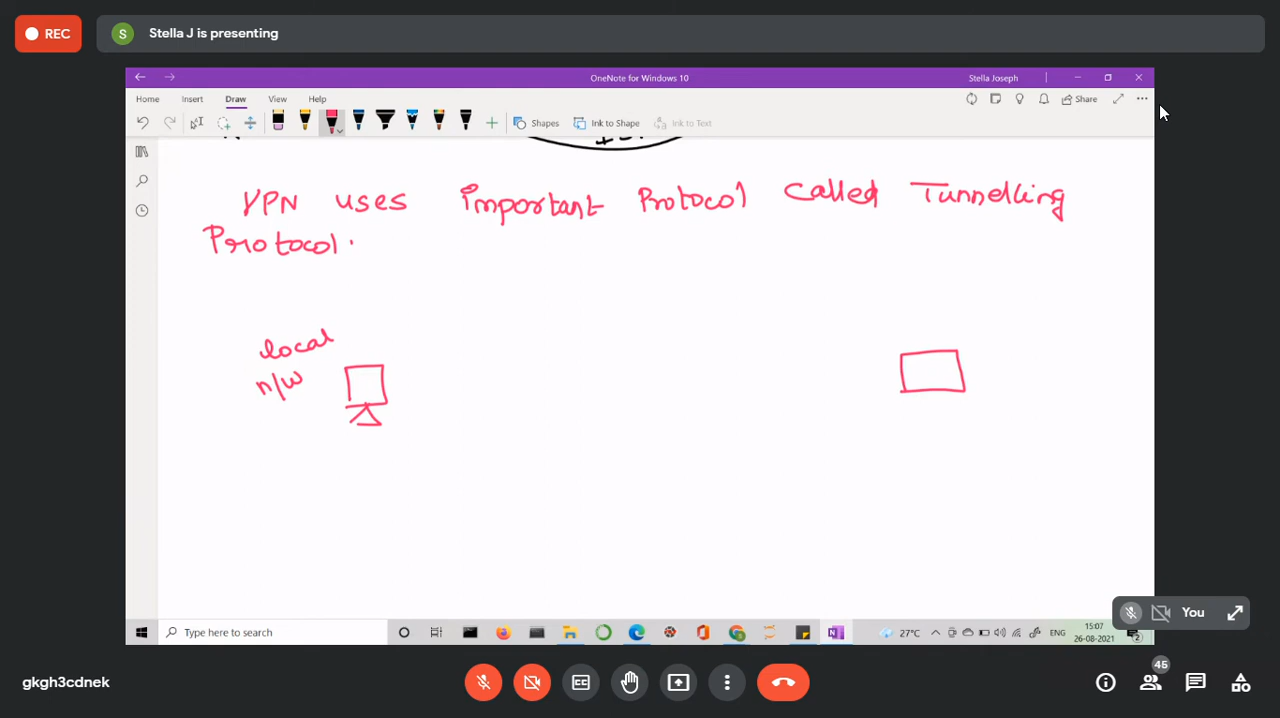 REC
S
Stella J is presenting
OneNote for Windows 10
Stella Joseph
Home Insert Draw View Help
Share
Shapes
Ink to Shape
Ink to Text
VPN uses important Protocol called Tunnelling
Protocol.
local
n/w
You
Type here to search
27°C
ENG
15:07
26-08-2021
2
gkgh3cdnek
CC
45